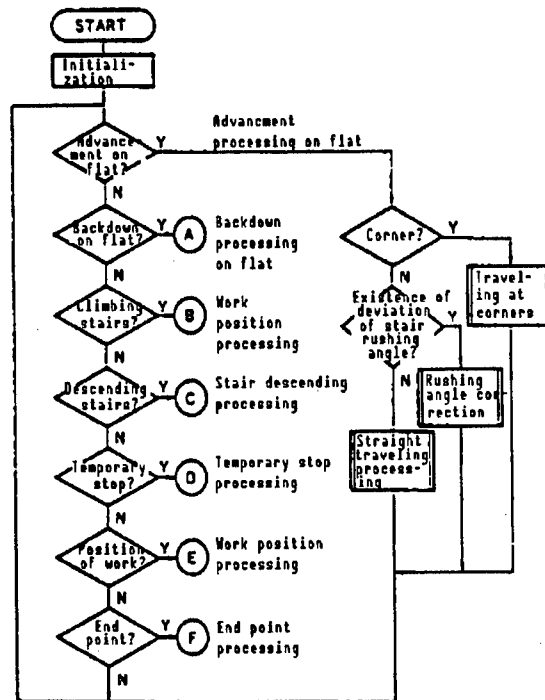 START
Initiali-
zation
Advance-
ment on
flat?
Y
Advancment
processing on flat
N
Backdown
on flat?
Y
A
Backdown
processing
on flat
Corner?
Y
N
N
Climbing
stairs?
Y
B
Work
position
processing
Existence of
deviation
of stair
rushing
angle?
Y
Travel-
ing at
corners
N
N
Descending
stairs?
Y
C
Stair descending
processing
Rushing
angle cor
rection
Straight
traveling
process-
ing
N
Temporary
stop?
Y
D
Temporary stop
processing
N
Position
of work?
Y
E
Work position
processing
N
End
point?
Y
F
End point
processing
N